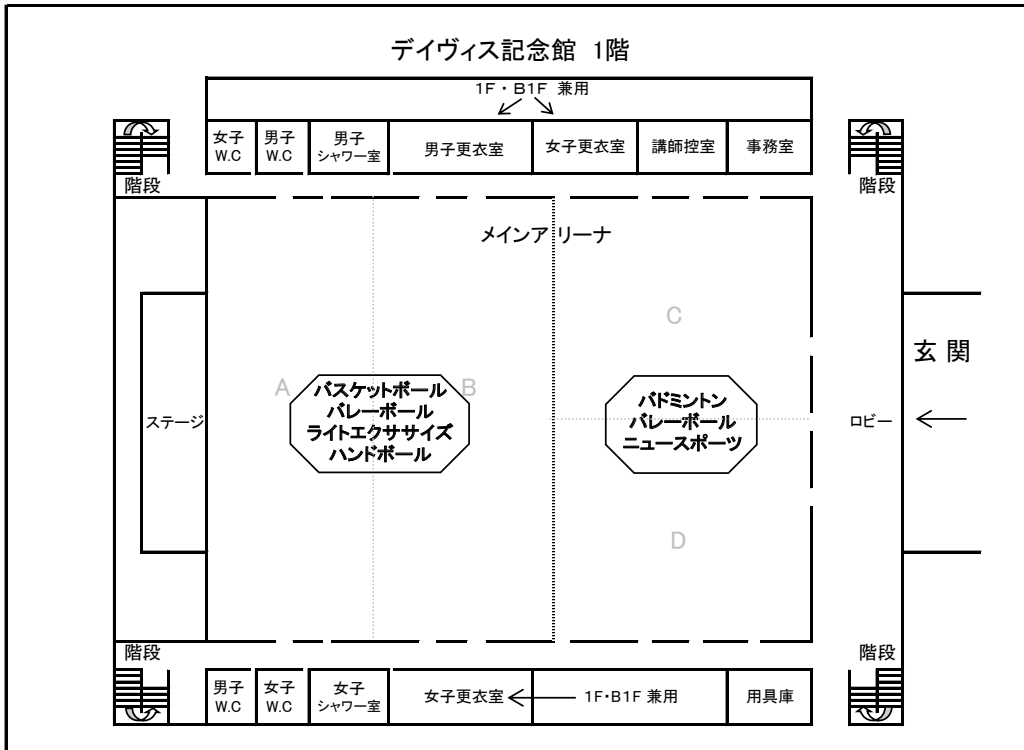 デイヴィス記念館 1階
1F・B1F 兼用
女子
W.C
男子
W.C
男子
シャワー室
男子更衣室
女子更衣室
講師控室
事務室
階段
階段
メインアリーナ
C
玄関
A
バスケットボール
バレーボール
ライトエクササイズ
ハンドボール
B
バドミントン
バレーボール
ニュースポーツ
ステージ
ロビー
D
階段
階段
男子
W.C
女子
W.C
女子
シャワー室
女子更衣室
1F・B1F 兼用
用具庫